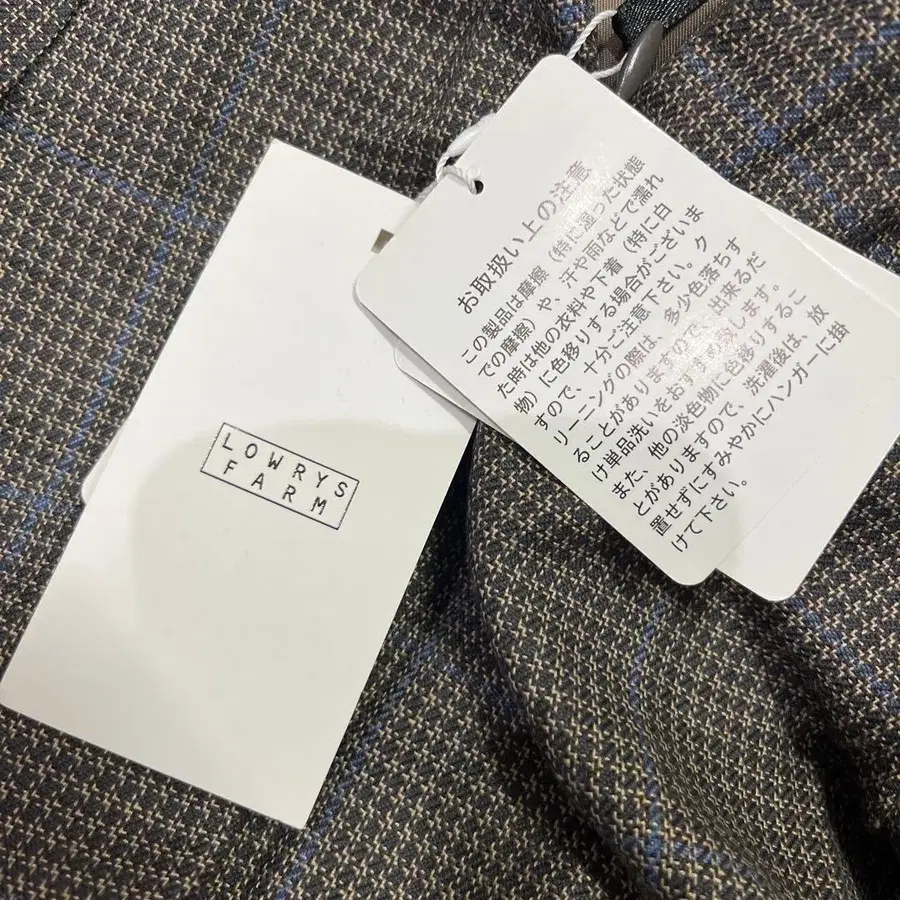 LOWRYS
FARM
お取扱い上の注意
この製品は摩擦（特に湿った状態
での摩擦）や、汗や雨などで濡れ
た時は他の衣料や下着（特に白
物）に色移りする場合がございま
すので、十分ご注意下さい。ク
リーニングの際は、多少色落ちす
ることがありますので、出来るだ
け単品洗いをおすすめします。
また、他の淡色物に色移りするこ
とがありますので、洗濯後は、放
置せずにすみやかにハンガーに掛
けて下さい。